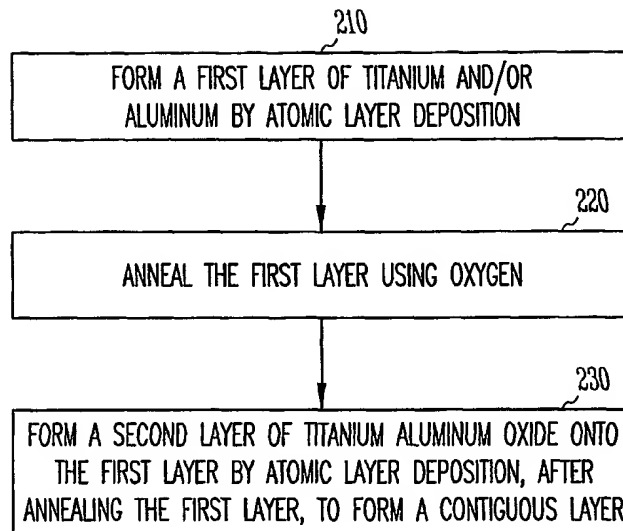 210
FORM A FIRST LAYER OF TITANIUM AND/OR
ALUMINUM BY ATOMIC LAYER DEPOSITION
220
ANNEAL THE FIRST LAYER USING OXYGEN
230
FORM A SECOND LAYER OF TITANIUM ALUMINUM OXIDE ONTO
THE FIRST LAYER BY ATOMIC LAYER DEPOSITION, AFTER
ANNEALING THE FIRST LAYER, TO FORM A CONTIGUOUS LAYER